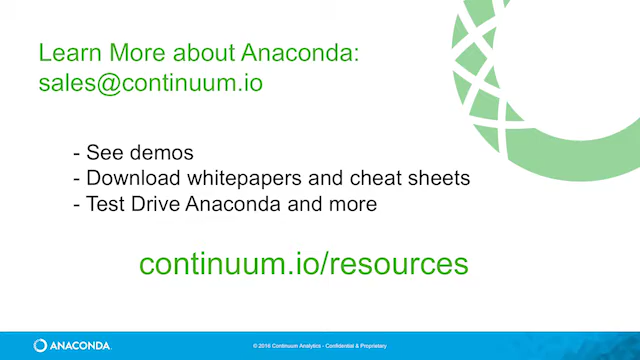 Learn More about Anaconda:
sales@continuum.io
- See demos
- Download whitepapers and cheat sheets
- Test Drive Anaconda and more
continuum.io/resources
ANACONDA
© 2016 Continuum Analytics - Confidential & Proprietary